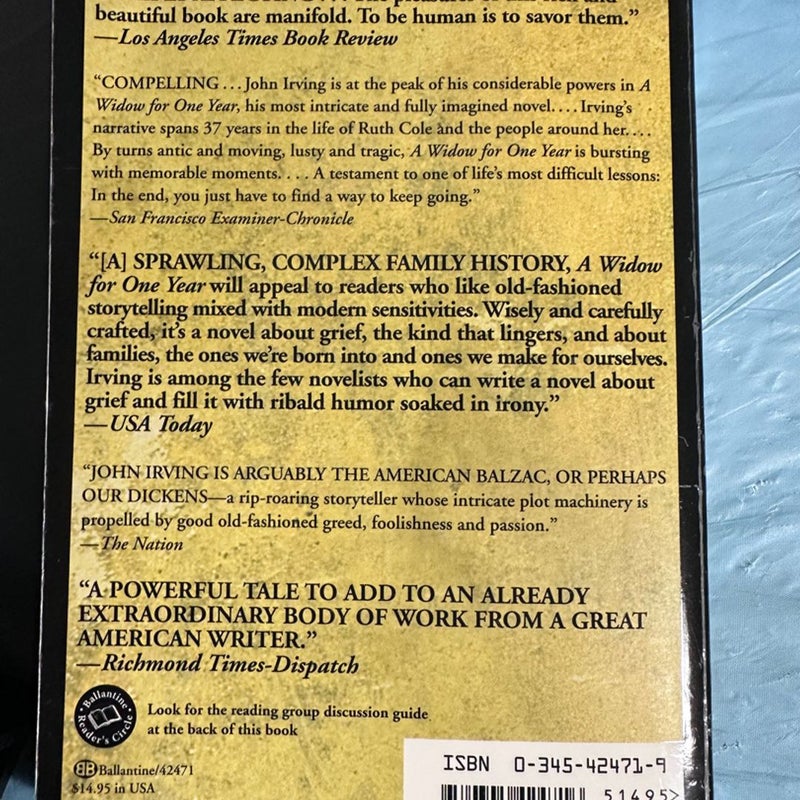 beautiful book are manifold. To be human is to savor them.”
—Los Angeles Times Book Review
“COMPELLING . . . John Irving is at the peak of his considerable powers in A
Widow for One Year, his most intricate and fully imagined novel. . . . Irving’s
narrative spans 37 years in the life of Ruth Cole and the people around her. . . .
By turns antic and moving, lusty and tragic, A Widow for One Year is bursting
with memorable moments. . . . A testament to one of life’s most difficult lessons:
In the end, you just have to find a way to keep going.”
—San Francisco Examiner-Chronicle
“[A] SPRAWLING, COMPLEX FAMILY HISTORY, A Widow
for One Year will appeal to readers who like old-fashioned
storytelling mixed with modern sensitivities. Wisely and carefully
crafted, it’s a novel about grief, the kind that lingers, and about
families, the ones we’re born into and ones we make for ourselves.
Irving is among the few novelists who can write a novel about
grief and fill it with ribald humor soaked in irony.”
—USA Today
“JOHN IRVING IS ARGUABLY THE AMERICAN BALZAC, OR PERHAPS
OUR DICKENS—a rip-roaring storyteller whose intricate plot machinery is
propelled by good old-fashioned greed, foolishness and passion.”
—The Nation
“A POWERFUL TALE TO ADD TO AN ALREADY
EXTRAORDINARY BODY OF WORK FROM A GREAT
AMERICAN WRITER.”
—Richmond Times-Dispatch
Ballantine
Reader's Circle
Look for the reading group discussion guide
at the back of this book
BB Ballantine/42471
$14.95 in USA
ISBN 0-345-42471-9
51495>